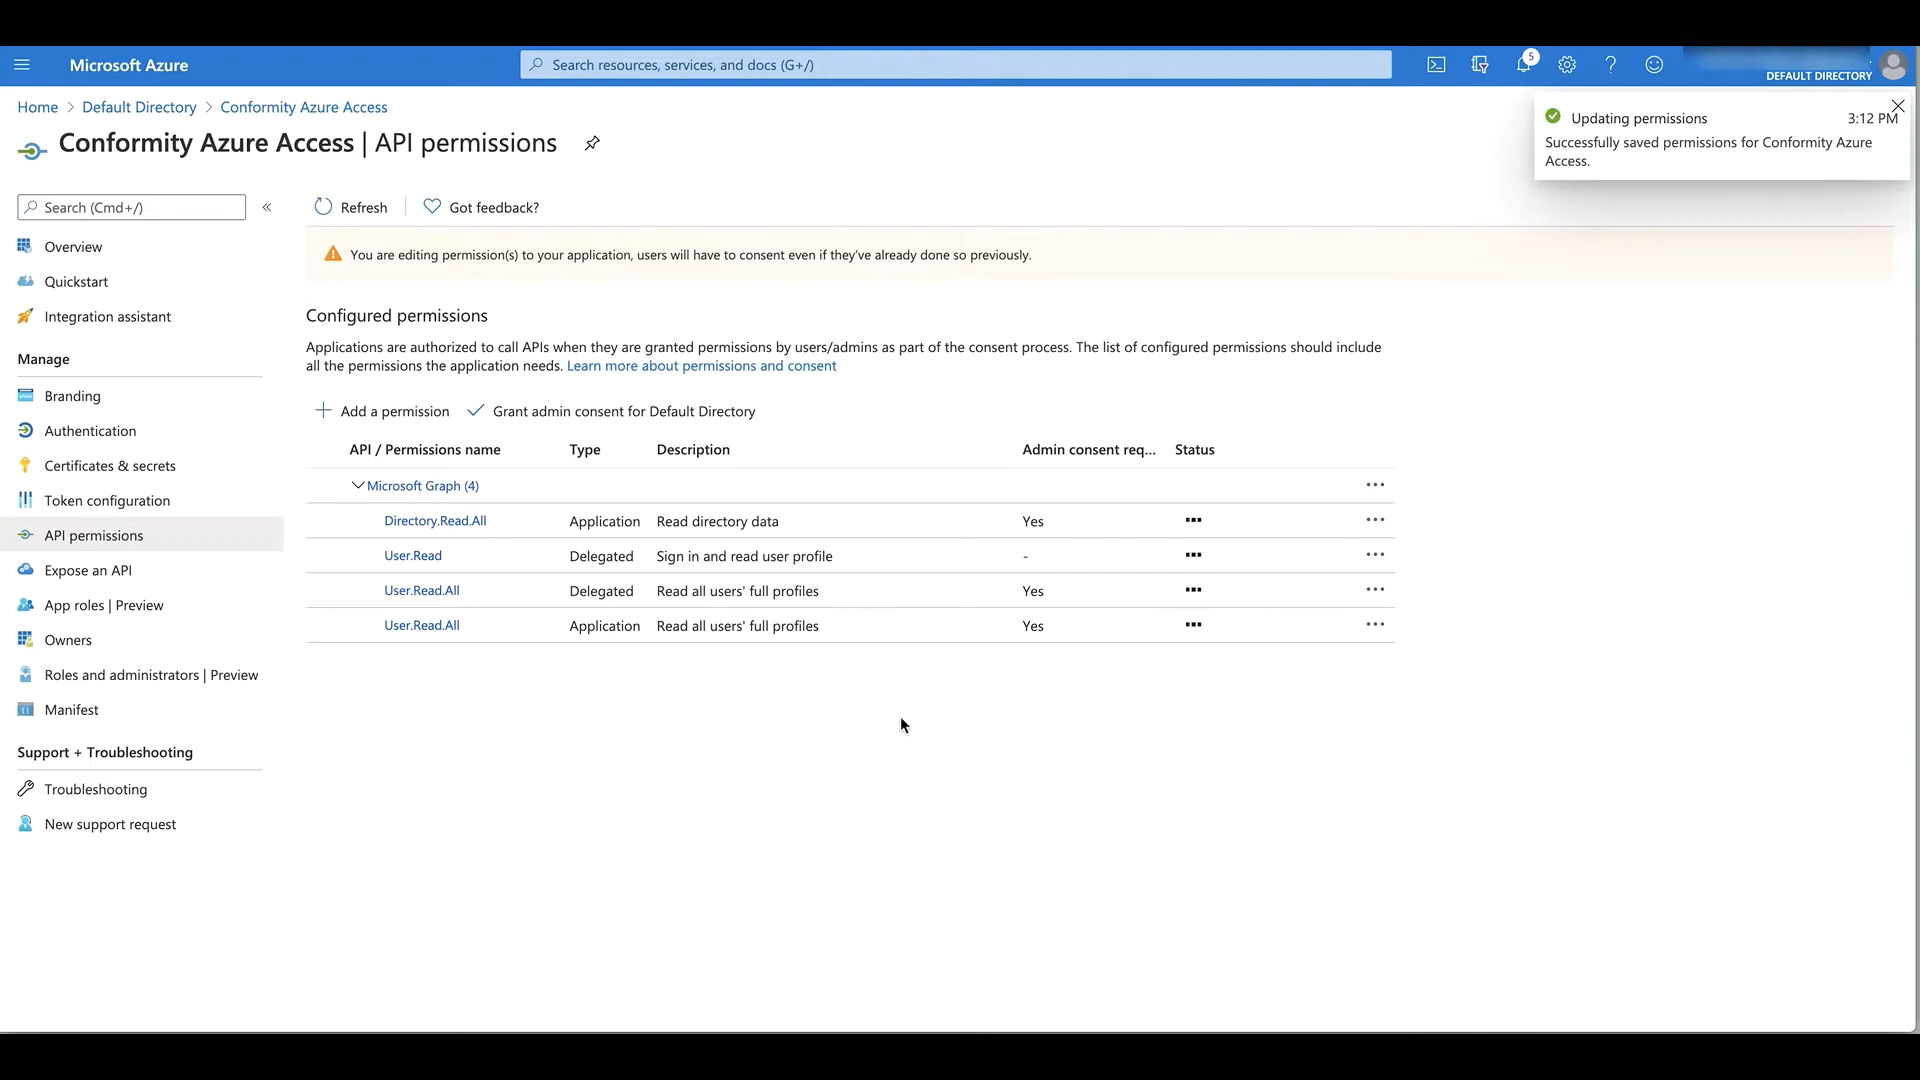 Microsoft Azure
Search resources, services, and docs (G+/)
5
DEFAULT DIRECTORY
Home > Default Directory > Conformity Azure Access
Conformity Azure Access | API permissions
Updating permissions 3:12 PM
Successfully saved permissions for Conformity Azure
Access.
Search (Cmd+/)
«
Refresh
Got feedback?
Overview
Quickstart
Integration assistant
Manage
Branding
Authentication
Certificates & secrets
Token configuration
API permissions
Expose an API
App roles | Preview
Owners
Roles and administrators | Preview
Manifest
Support + Troubleshooting
Troubleshooting
New support request
You are editing permission(s) to your application, users will have to consent even if they've already done so previously.
Configured permissions
Applications are authorized to call APIs when they are granted permissions by users/admins as part of the consent process. The list of configured permissions should include
all the permissions the application needs. Learn more about permissions and consent
Add a permission Grant admin consent for Default Directory
API / Permissions name Type Description Admin consent req... Status
Microsoft Graph (4) ...
Directory.Read.All Application Read directory data Yes ... ...
User.Read Delegated Sign in and read user profile - ... ...
User.Read.All Delegated Read all users' full profiles Yes ... ...
User.Read.All Application Read all users' full profiles Yes ... ...